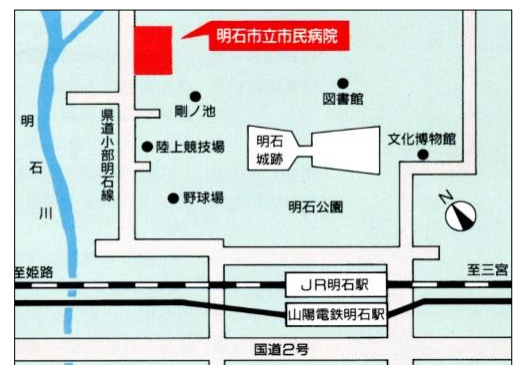 明石市立市民病院
剛ノ池
図書館
県道小部明石線
陸上競技場
明石
城跡
文化博物館
明石川
野球場
明石公園
N
至姫路
至三宮
JR明石駅
山陽電鉄明石駅
国道2号